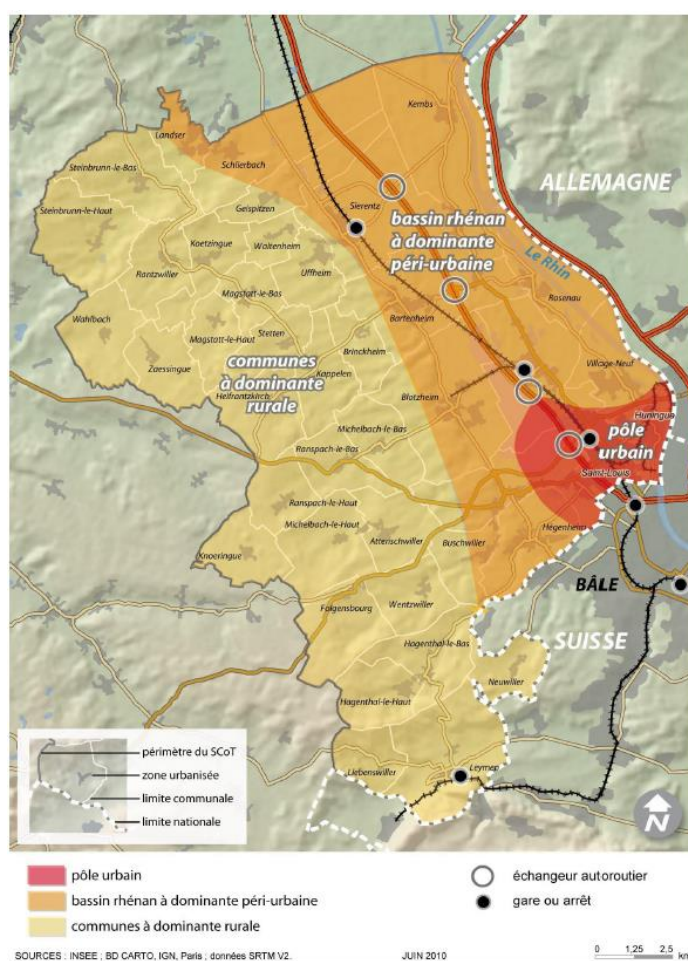 Kembs
Landser
Schlierbach
ALLEMAGNE
Steinbrunn-le-Bas
Steinbrunn-le-Haut
Geispitzen
Sierentz
bassin rhénan
à dominante
péri-urbaine
Le Rhin
Koetzingue
Waltenheim
Rantzwiller
Uffheim
Magstatt-le-Bas
Rosenau
Wahlbach
Stetten
Bartenheim
Magstatt-le-Haut
Brinckheim
Zaessingue
communes
à dominante
rurale
Kappelen
Village-Neuf
Helfrantzkirch
Blotzheim
Huningue
Michelbach-le-Bas
pôle
urbain
Ranspach-le-Bas
Saint-Louis
Ranspach-le-Haut
Michelbach-le-Haut
Hégenheim
Attenschwiller
Buschwiller
Knoeringue
BÂLE
Folgensbourg
Wentzwiller
SUISSE
Hagenthal-le-Bas
Neuwiller
Hagenthal-le-Haut
Liebenswiller
Leymen
périmètre du SCoT
zone urbanisée
limite communale
limite nationale
N
pôle urbain
bassin rhénan à dominante péri-urbaine
communes à dominante rurale
échangeur autoroutier
gare ou arrêt
SOURCES : INSEE ; BD CARTO, IGN, Paris ; données SRTM V2.
JUIN 2010
0 1,25 2,5 km